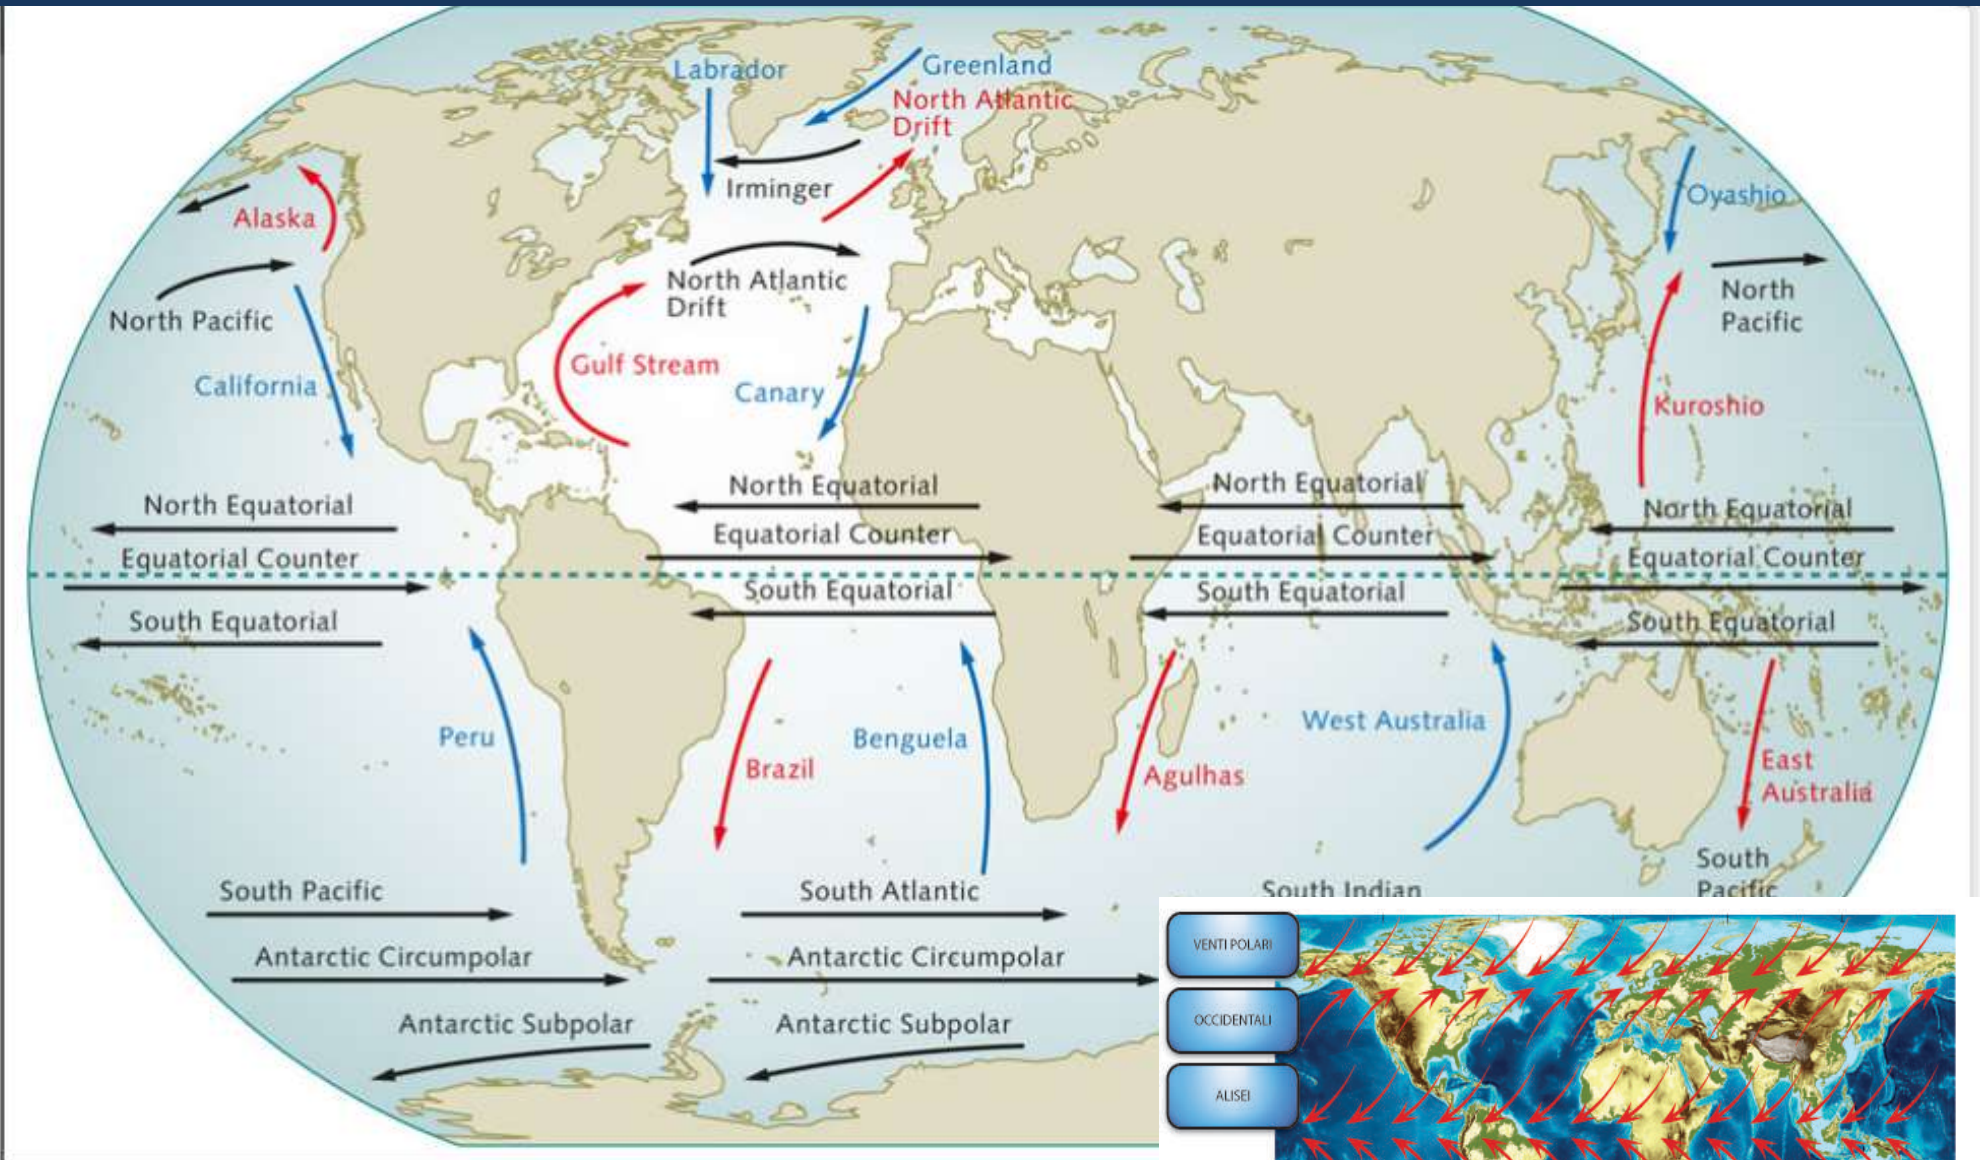 Labrador
Greenland
North Atlantic
Drift
Irminger
Alaska
Oyashio
North Atlantic
Drift
North Pacific
North
Pacific
California
Gulf Stream
Canary
Kuroshio
North Equatorial
North Equatorial
North Equatorial
North Equatorial
Equatorial Counter
Equatorial Counter
Equatorial Counter
Equatorial Counter
South Equatorial
South Equatorial
South Equatorial
South Equatorial
Peru
Brazil
Benguela
Agulhas
West Australia
East
Australia
South Pacific
South Atlantic
South Indian
South
Pacific
Antarctic Circumpolar
Antarctic Circumpolar
Antarctic Subpolar
Antarctic Subpolar
VENTI POLARI
OCCIDENTALI
ALISEI